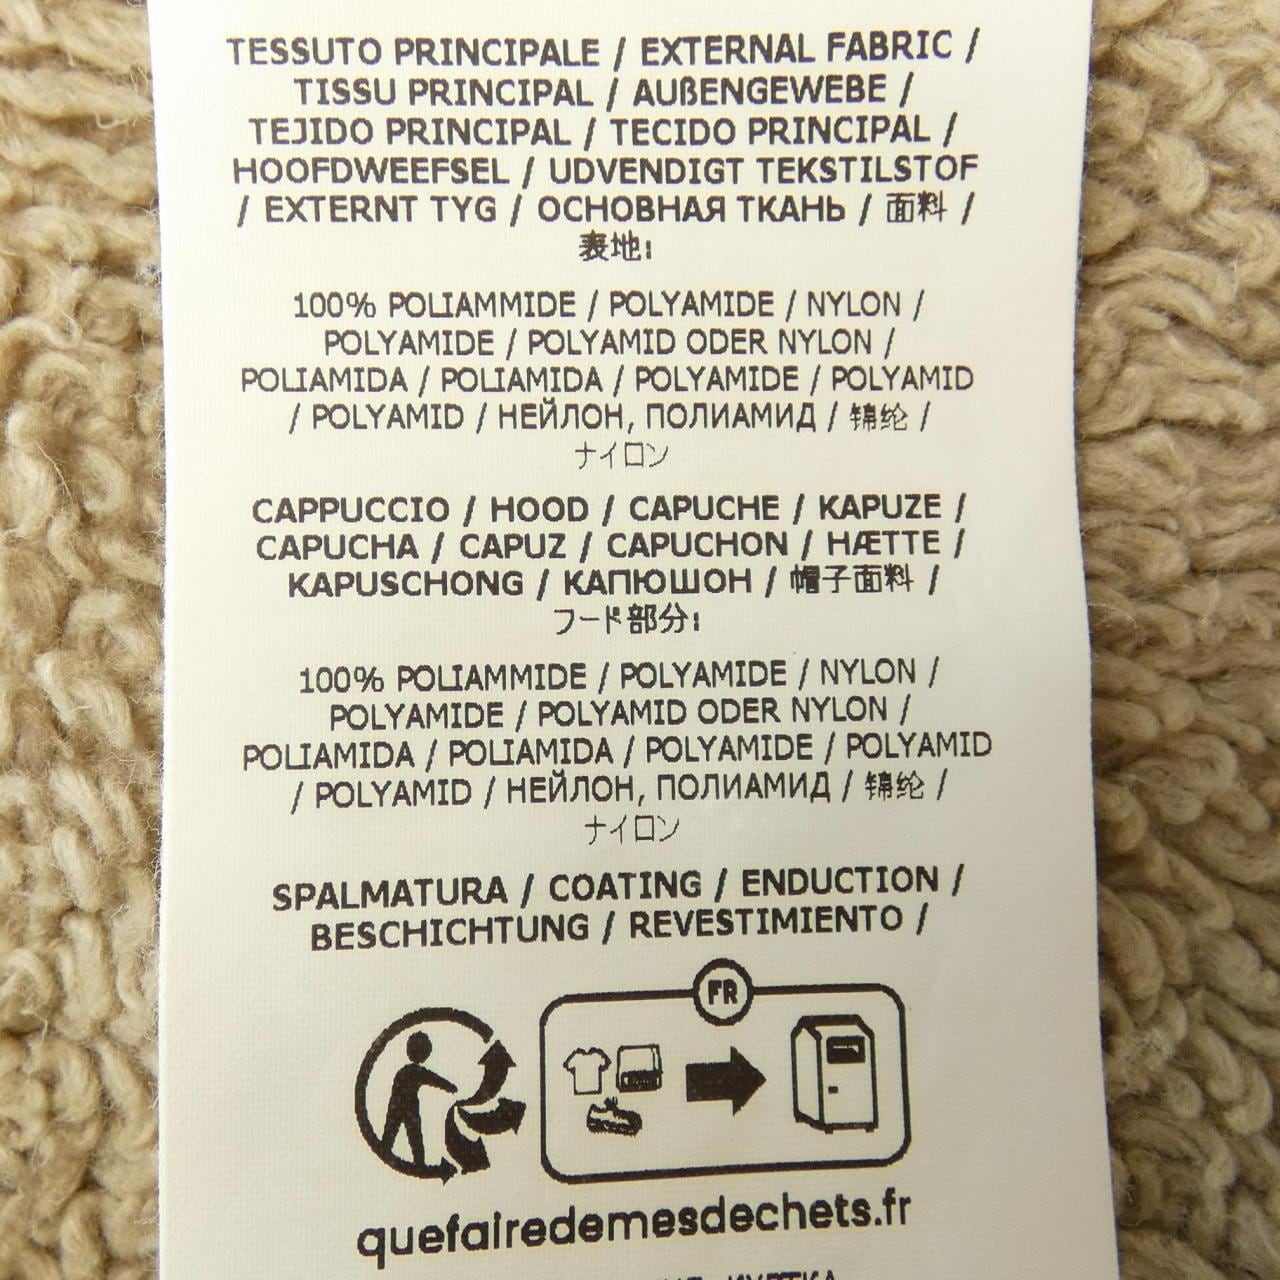 TESSUTO PRINCIPALE / EXTERNAL FABRIC /
TISSU PRINCIPAL / AUßENGEWEBE /
TEJIDO PRINCIPAL / TECIDO PRINCIPAL /
HOOFDWEEFSEL / UDVENDIGT TEKSTILSTOF
/ EXTERNT TYG / ОСНОВНАЯ ТКАНЬ / 面料 /
表地:
100% POLIAMMIDE / POLYAMIDE / NYLON /
POLYAMIDE / POLYAMID ODER NYLON /
POLIAMIDA / POLIAMIDA / POLYAMIDE / POLYAMID
/ POLYAMID / НЕЙЛОН, ПОЛИАМИД / 锦纶 /
ナイロン
CAPPUCCIO / HOOD / CAPUCHE / KAPUZE /
CAPUCHA / CAPUZ / CAPUCHON / HÆTTE /
KAPUSCHONG / КАПЮШОН / 帽子面料 /
フード部分:
100% POLIAMMIDE / POLYAMIDE / NYLON /
POLYAMIDE / POLYAMID ODER NYLON /
POLIAMIDA / POLIAMIDA / POLYAMIDE / POLYAMID
/ POLYAMID / НЕЙЛОН, ПОЛИАМИД / 锦纶 /
ナイロン
SPALMATURA / COATING / ENDUCTION /
BESCHICHTUNG / REVESTIMIENTO /
FR
quefairedemesdechets.fr